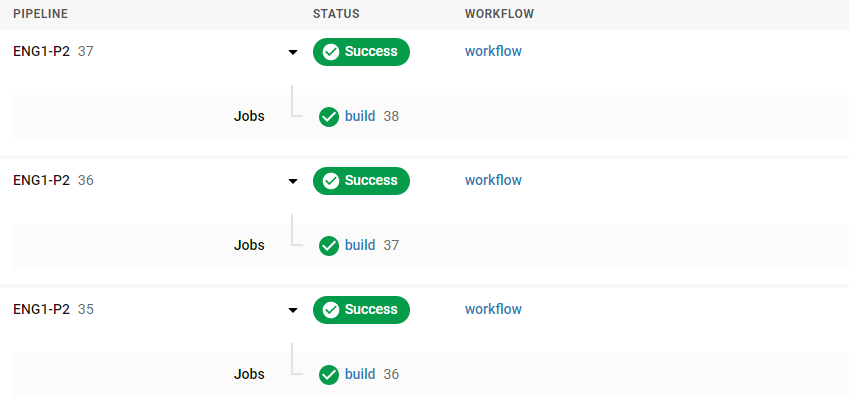 PIPELINE STATUS WORKFLOW
ENG1-P2 37 Success workflow
Jobs build 38
ENG1-P2 36 Success workflow
Jobs build 37
ENG1-P2 35 Success workflow
Jobs build 36